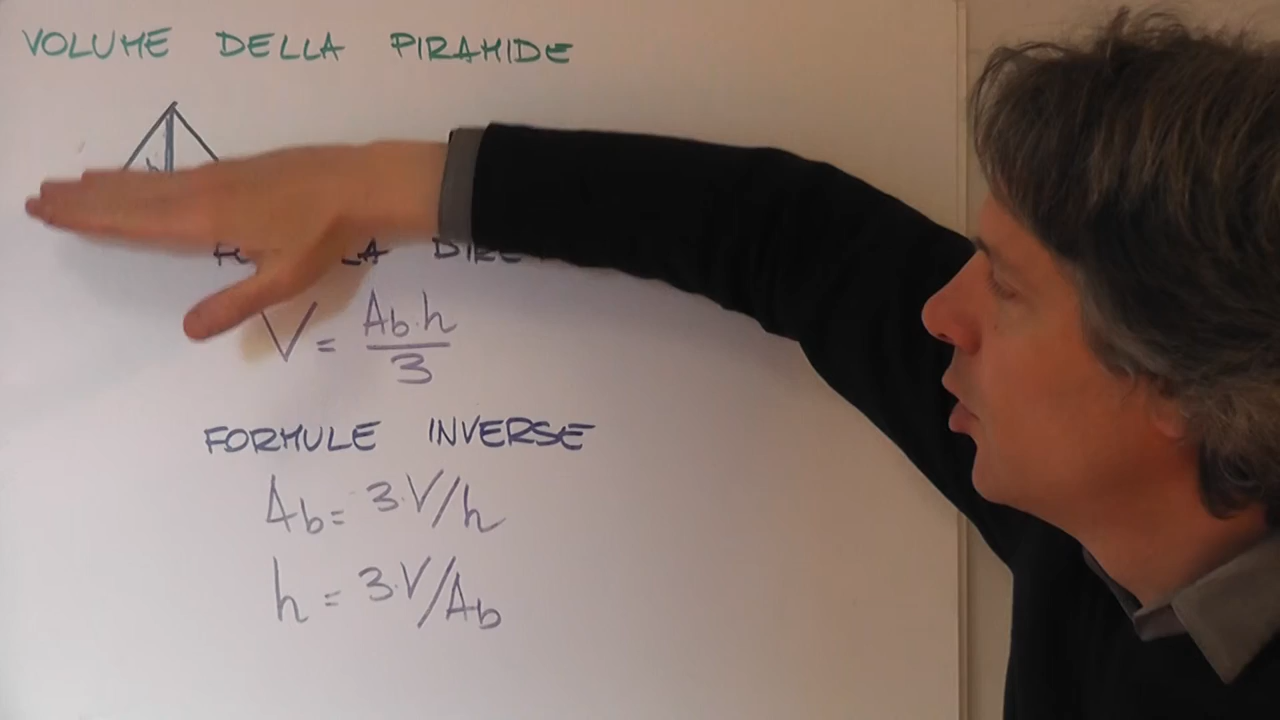 VOLUME DELLA PIRAMIDE
h
V = Ab·h/3
FORMULE INVERSE
Ab = 3·V/h
h = 3·V/Ab